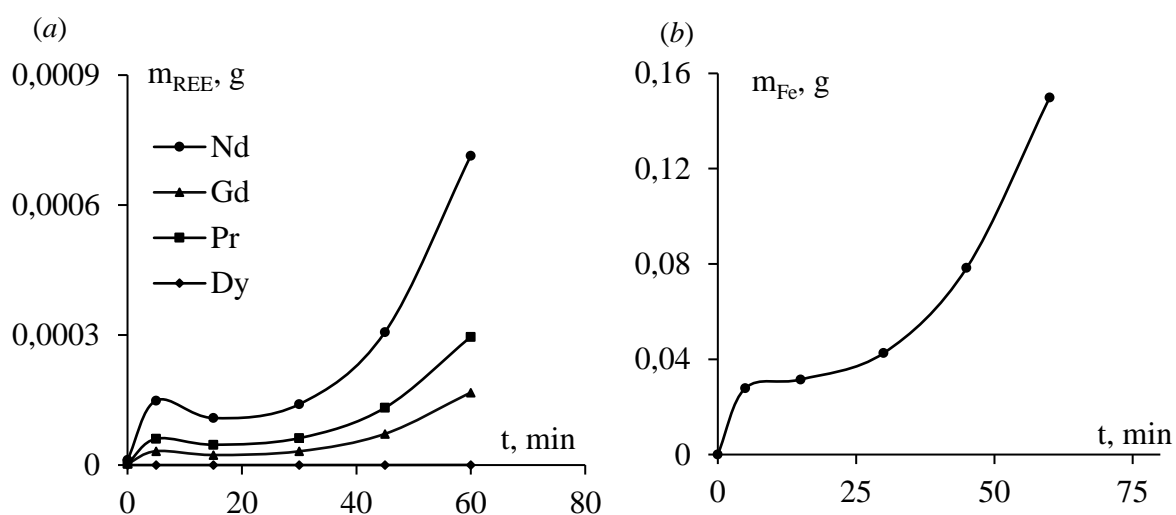 (a)
m_REE, g
0,0009
0,0006
0,0003
0
Nd
Gd
Pr
Dy
t, min
0
20
40
60
80
(b)
m_Fe, g
0,16
0,12
0,08
0,04
0
t, min
0
25
50
75